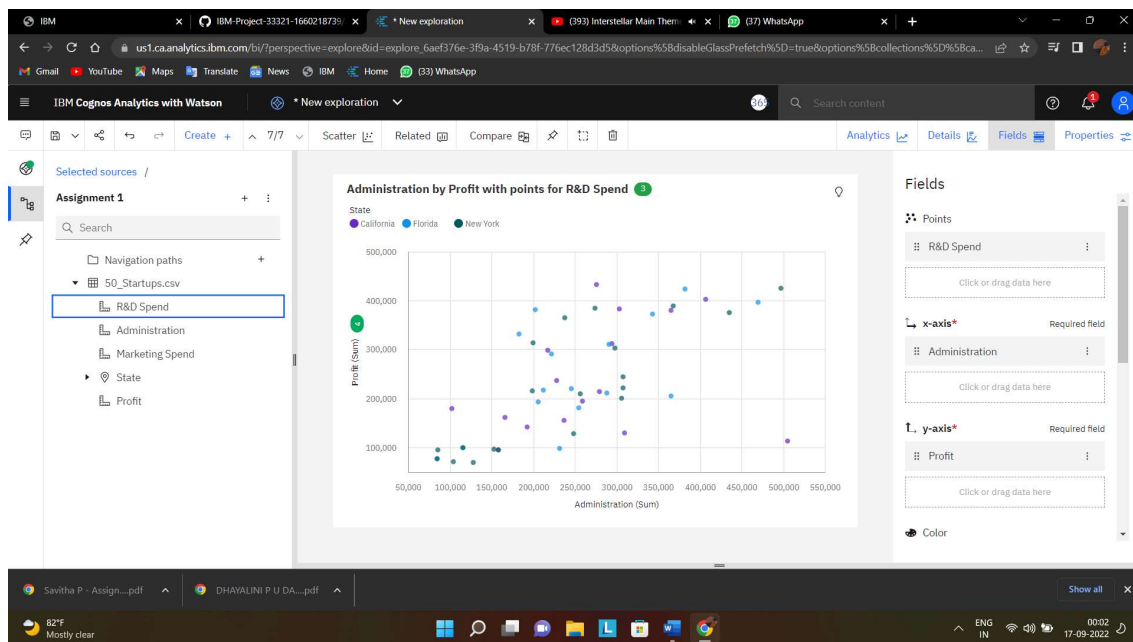 IBM
IBM-Project-33321-1660218739/
* New exploration
(393) Interstellar Main Theme
(37) WhatsApp
us1.ca.analytics.ibm.com/bi/?perspective=explore&id=explore_6aef376e-3f9a-4519-b78f-776ec128d3d5&options%5BdisableGlassPrefetch%5D=true&options%5Bcollections%5D%5Bca...
Gmail YouTube Maps Translate News IBM Home (33) WhatsApp
IBM Cognos Analytics with Watson * New exploration Search content
Create + 7/7 Scatter Related Compare Analytics Details Fields Properties
Selected sources /
Assignment 1
Search
Navigation paths
50_Startups.csv
R&D Spend
Administration
Marketing Spend
State
Profit
Administration by Profit with points for R&D Spend 3
State
California Florida New York
500,000
400,000
300,000
200,000
100,000
Profit (Sum)
50,000 100,000 150,000 200,000 250,000 300,000 350,000 400,000 450,000 500,000 550,000
Administration (Sum)
Fields
Points
R&D Spend
Click or drag data here
x-axis* Required field
Administration
Click or drag data here
y-axis* Required field
Profit
Click or drag data here
Color
Savitha P - Assign....pdf DHAYALINI P U DA....pdf Show all
82°F
Mostly clear
ENG
IN
00:02
17-09-2022